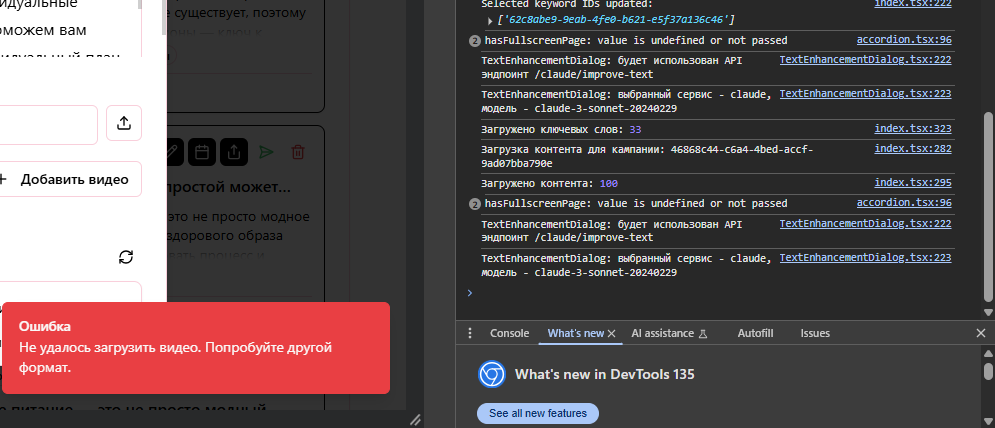 идуальные
оможем вам
Добавить видео
существует, поэтому
простой может...
это не просто модное
здорового образа
Ошибка
Не удалось загрузить видео. Попробуйте другой
формат.
питание — это не просто модный
Selected keyword IDs updated: index.tsx:222
['62c8abe9-9eab-4fe0-b621-e5f37a136c46']
2 hasFullscreenPage: value is undefined or not passed accordion.tsx:96
TextEnhancementDialog: будет использован API TextEnhancementDialog.tsx:222
эндпоинт /claude/improve-text
TextEnhancementDialog: выбранный сервис - claude, TextEnhancementDialog.tsx:223
модель - claude-3-sonnet-20240229
Загружено ключевых слов: 33 index.tsx:323
Загрузка контента для кампании: 46868c44-c6a4-4bed-accf- index.tsx:282
9ad07bba790e
Загружено контента: 100 index.tsx:295
2 hasFullscreenPage: value is undefined or not passed accordion.tsx:96
TextEnhancementDialog: будет использован API TextEnhancementDialog.tsx:222
эндпоинт /claude/improve-text
TextEnhancementDialog: выбранный сервис - claude, TextEnhancementDialog.tsx:223
модель - claude-3-sonnet-20240229
Console What's new AI assistance Autofill Issues
What's new in DevTools 135
See all new features